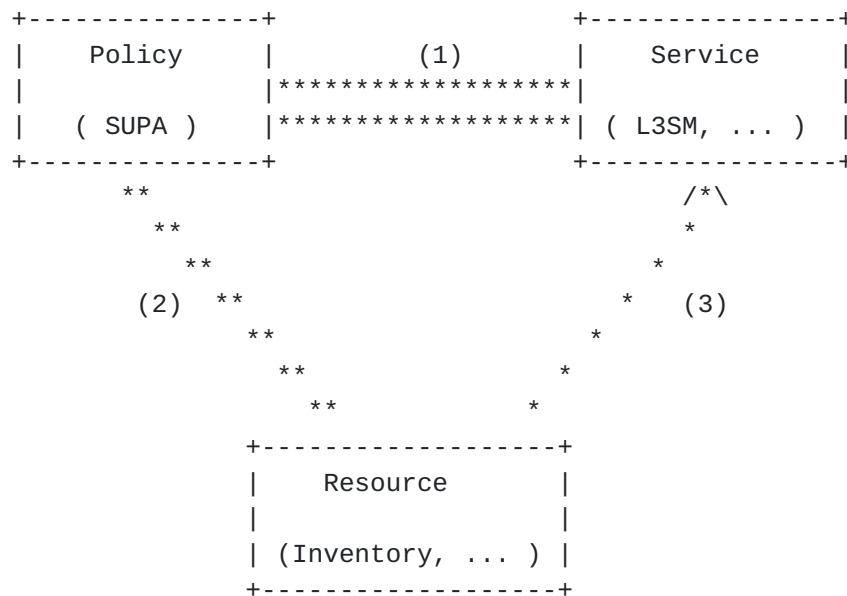 Policy (1) Service
( SUPA ) ( L3SM, ... )
(2) (3)
Resource
(Inventory, ... )